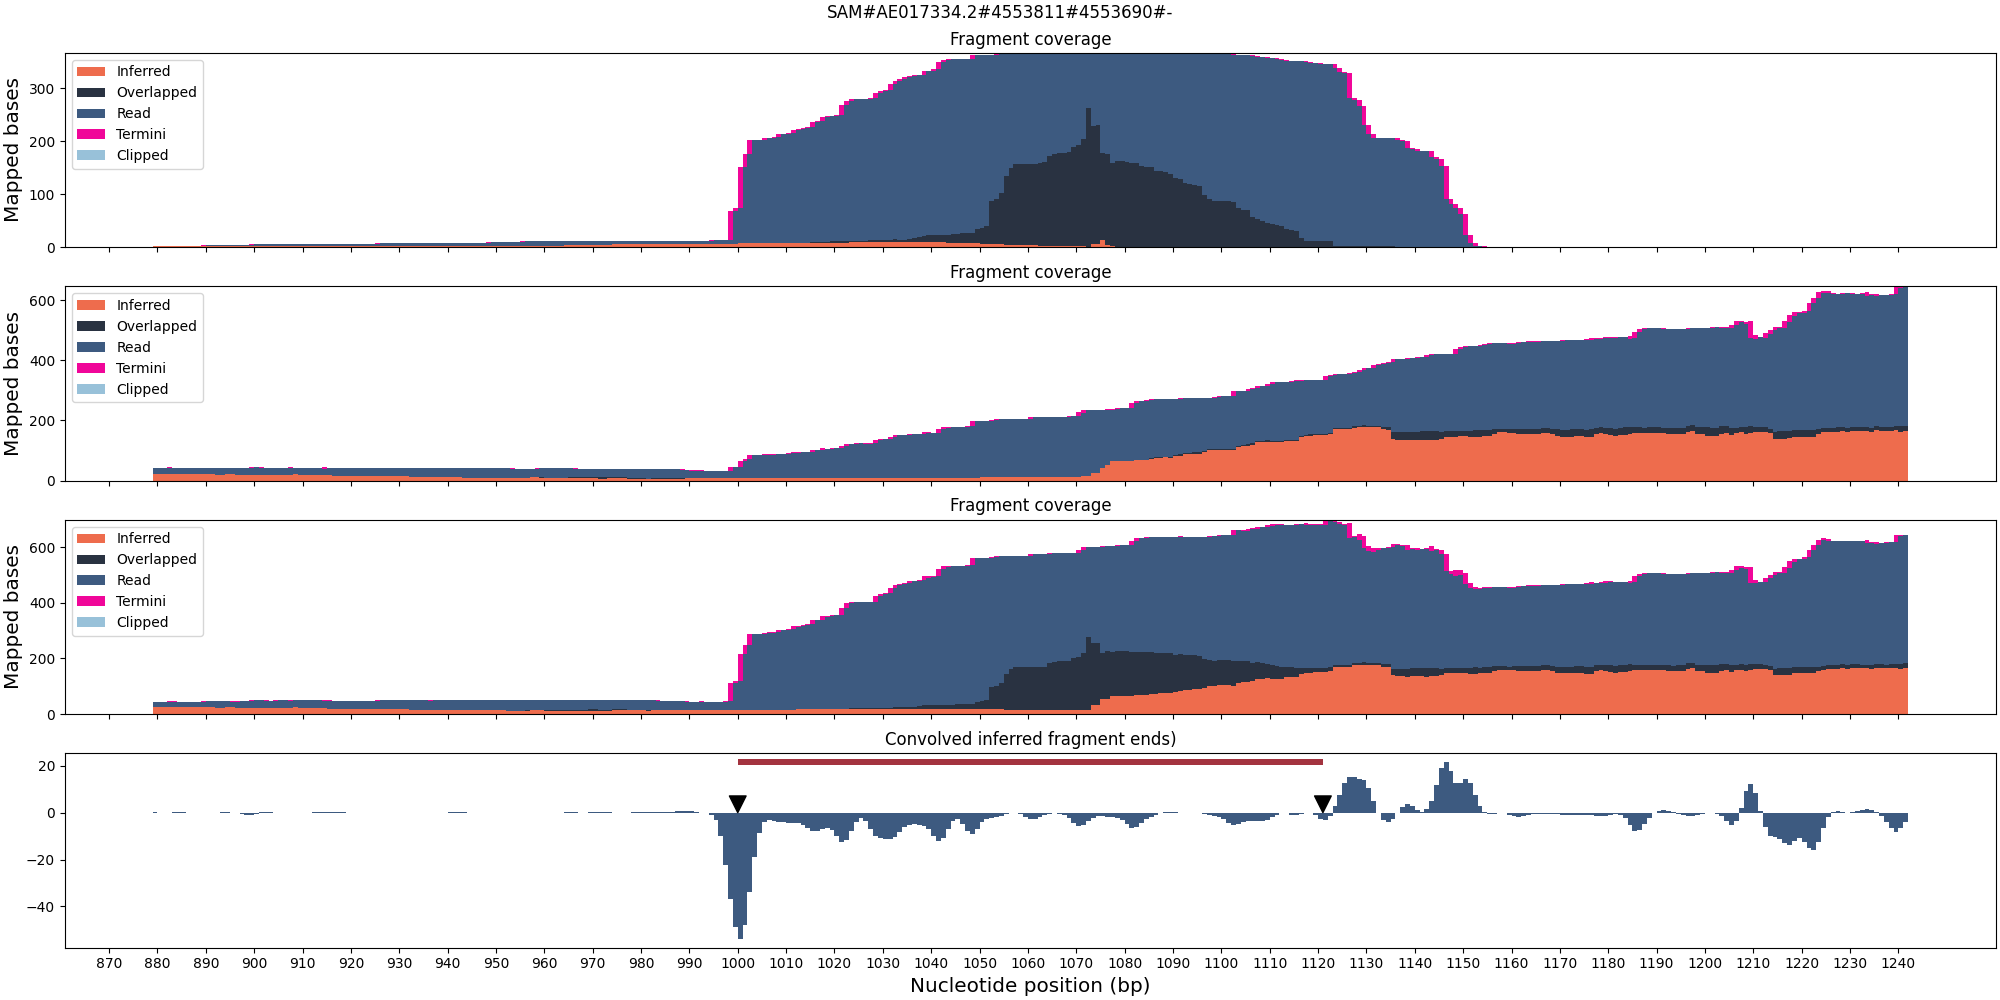 SAM#AE017334.2#4553811#4553690#-
Fragment coverage
Mapped bases
300
200
100
0
Inferred
Overlapped
Read
Termini
Clipped
Fragment coverage
Mapped bases
600
400
200
0
Inferred
Overlapped
Read
Termini
Clipped
Fragment coverage
Mapped bases
600
400
200
0
Inferred
Overlapped
Read
Termini
Clipped
Convolved inferred fragment ends)
20
0
−20
−40
870 880 890 900 910 920 930 940 950 960 970 980 990 1000 1010 1020 1030 1040 1050 1060 1070 1080 1090 1100 1110 1120 1130 1140 1150 1160 1170 1180 1190 1200 1210 1220 1230 1240
Nucleotide position (bp)